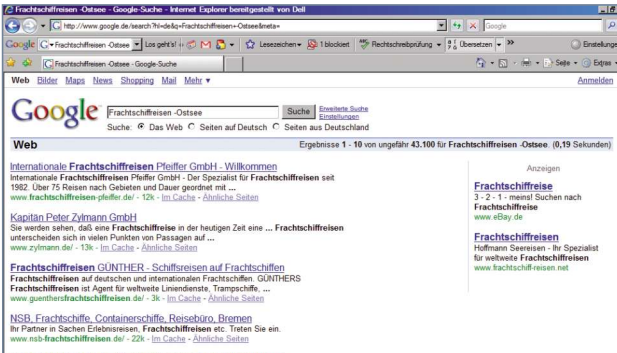 Frachtschiffreisen -Ostsee - Google-Suche - Internet Explorer bereitgestellt von Dell
http://www.google.de/search?hl=de&q=Frachtschiffreisen+-Ostsee&meta=
Google
Google Frachtschiffreisen -Ostsee Los geht's! Lesezeichen 1 blockiert Rechtschreibprüfung Übersetzen Einstellunge
Frachtschiffreisen -Ostsee - Google-Suche Seite Extras
Web Bilder Maps News Shopping Mail Mehr ▼ Anmelden
Google Frachtschiffreisen -Ostsee Suche Erweiterte Suche
Einstellungen
Suche: Das Web Seiten auf Deutsch Seiten aus Deutschland
Web Ergebnisse 1 - 10 von ungefähr 43.100 für Frachtschiffreisen -Ostsee. (0,19 Sekunden)
Internationale Frachtschiffreisen Pfeiffer GmbH - Willkommen
Internationale Frachtschiffreisen Pfeiffer GmbH - Der Spezialist für Frachtschiffreisen seit
1982. Über 75 Reisen nach Gebieten und Dauer geordnet mit ...
www.frachtschiffreisen-pfeiffer.de/ - 12k - Im Cache - Ähnliche Seiten
Kapitän Peter Zylmann GmbH
Sie werden sehen, daß eine Frachtschiffreise in der heutigen Zeit eine ... Frachtschiffreisen
unterscheiden sich in vielen Punkten von Passagen auf ...
www.zylmann.de/ - 13k - Im Cache - Ähnliche Seiten
Frachtschiffreisen GÜNTHER - Schiffsreisen auf Frachtschiffen
Frachtschiffreisen auf deutschen und internationalen Frachtschiffen. GÜNTHERS
Frachtschiffreisen ist Agent für weltweite Liniendienste, Trampschiffe, ...
www.guenthersfrachtschiffreisen.de/ - 3k - Im Cache - Ähnliche Seiten
NSB, Frachtschiffe, Containerschiffe, Reisebüro, Bremen
Ihr Partner in Sachen Erlebnisreisen, Frachtschiffreisen etc. Treten Sie ein.
www.nsb-frachtschiffreisen.de/ - 22k - Im Cache - Ähnliche Seiten
Anzeigen
Frachtschiffreise
3 - 2 - 1 - meins! Suchen nach
Frachtschiffreise
www.eBay.de
Frachtschiffreisen
Hoffmann Seereisen - Ihr Spezialist
für weltweite Frachtschiffreisen
www.frachtschiff-reisen.net